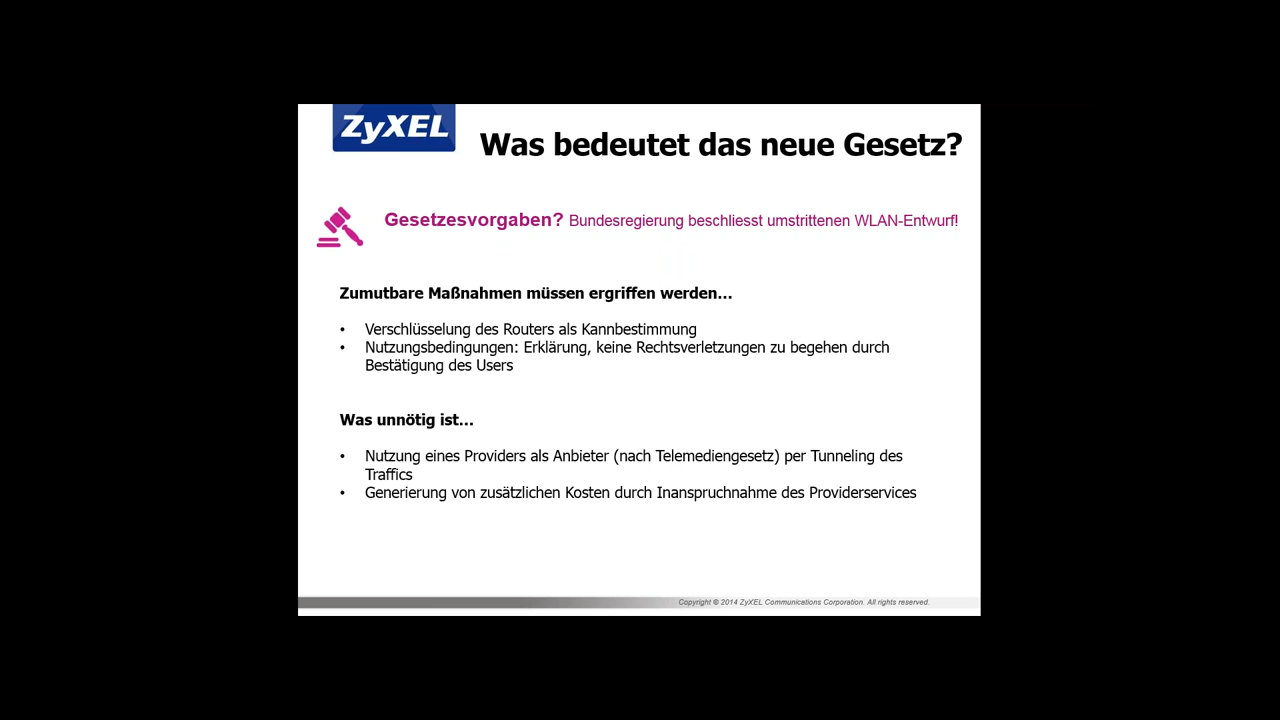 ZyXEL
Was bedeutet das neue Gesetz?
Gesetzesvorgaben? Bundesregierung beschliesst umstrittenen WLAN-Entwurf!
Zumutbare Maßnahmen müssen ergriffen werden...
• Verschlüsselung des Routers als Kannbestimmung
• Nutzungsbedingungen: Erklärung, keine Rechtsverletzungen zu begehen durch
Bestätigung des Users
Was unnötig ist...
• Nutzung eines Providers als Anbieter (nach Telemediengesetz) per Tunneling des
Traffics
• Generierung von zusätzlichen Kosten durch Inanspruchnahme des Providerservices
Copyright © 2014 ZyXEL Communications Corporation. All rights reserved.